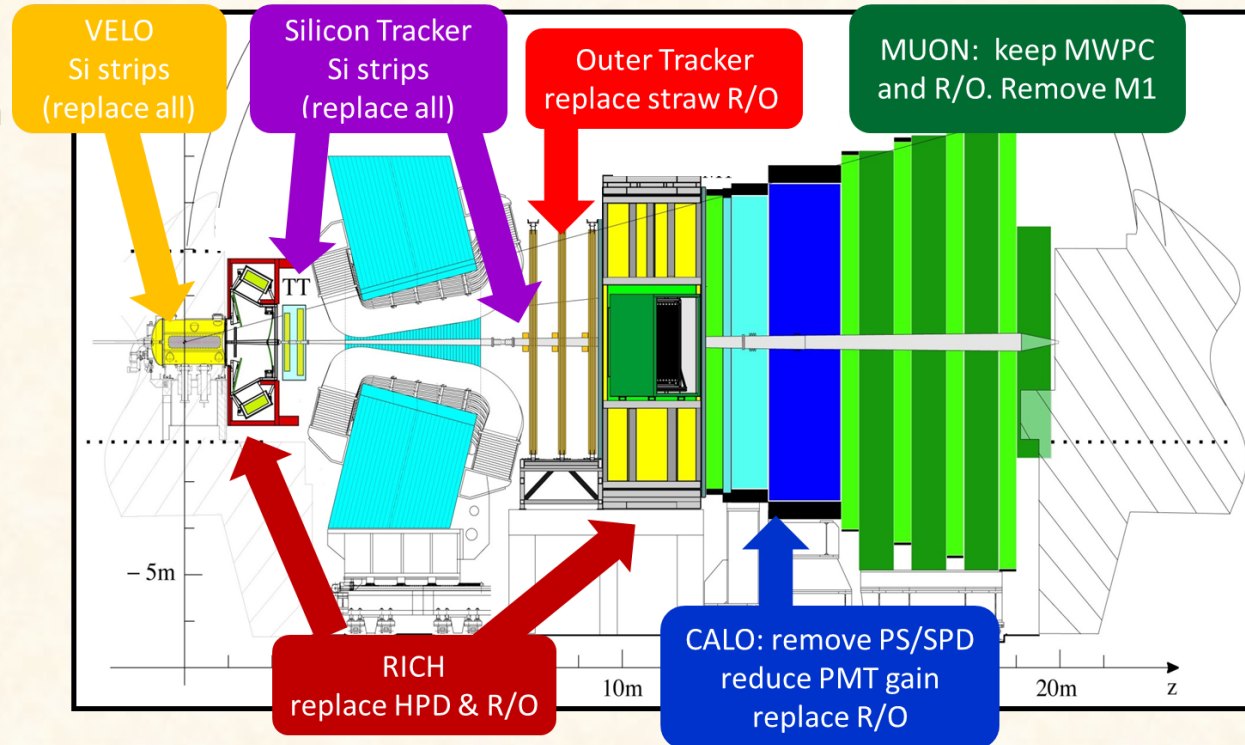 VELO
Si strips
(replace all)
Silicon Tracker
Si strips
(replace all)
Outer Tracker
replace straw R/O
MUON: keep MWPC
and R/O. Remove M1
TT
– 5m
RICH
replace HPD & R/O
CALO: remove PS/SPD
reduce PMT gain
replace R/O
10m
20m
z